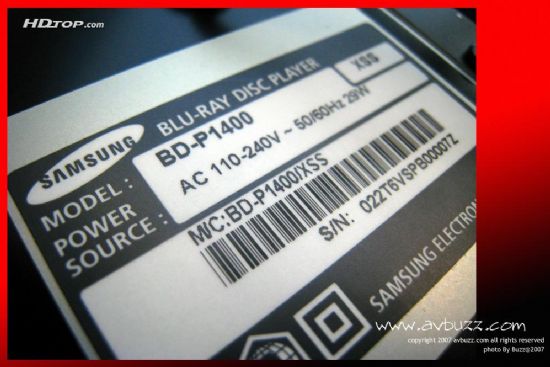 HDTOP.com
SAMSUNG
BLU-RAY DISC PLAYER
XSS
MODEL :
BD-P1400
POWER
SOURCE :
AC 110-240V ~ 50/60Hz 29W
M/C:BD-P1400/XSS
S/N: 022T6VSPB00007Z
SAMSUNG ELECTRON
www.avbuzz.com
copyright 2007 avbuzz.com all rights reserved
photo By Buzz@2007